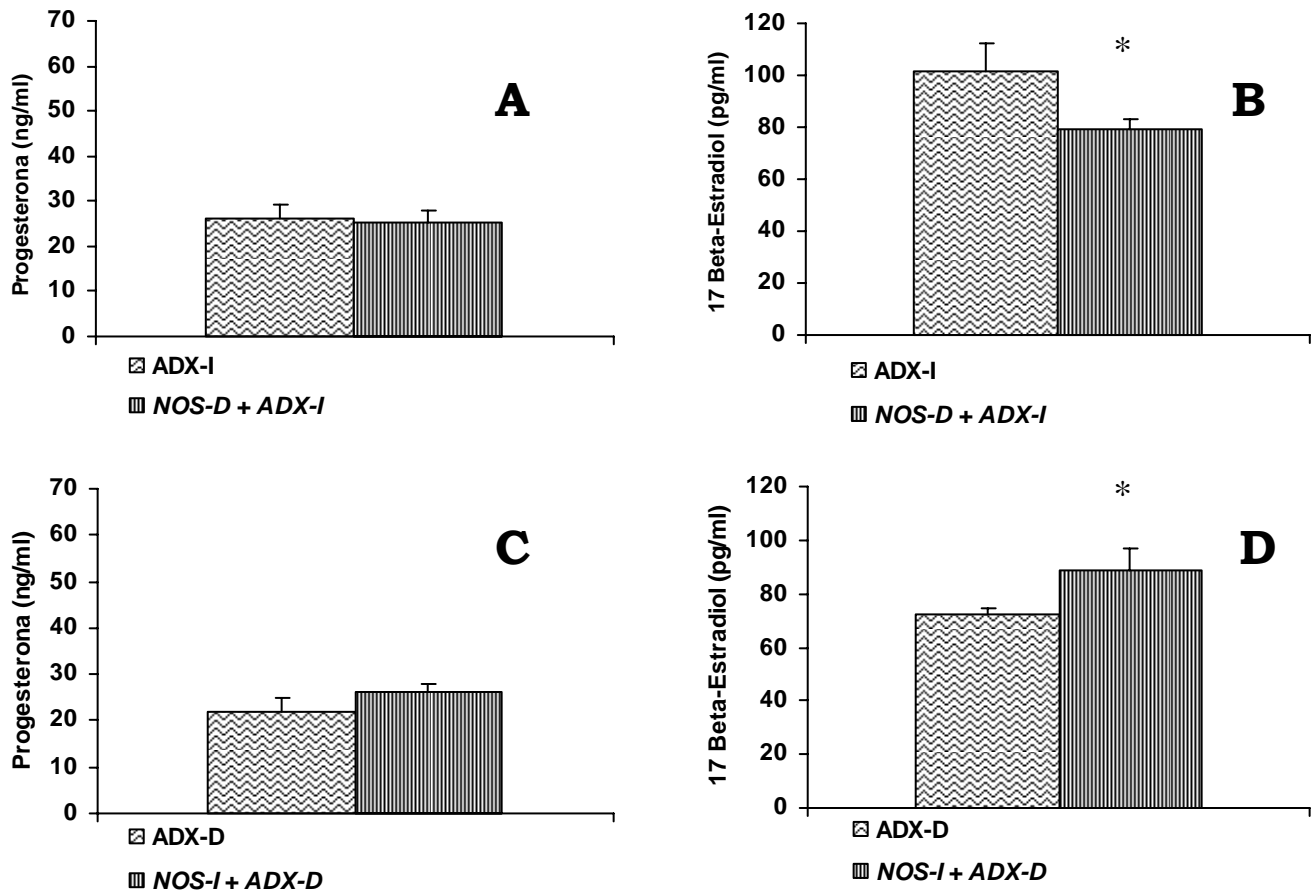 Progesterona (ng/ml)
70
60
50
40
30
20
10
0
A
ADX-I
NOS-D + ADX-I
17 Beta-Estradiol (pg/ml)
120
100
80
60
40
20
0
*
B
ADX-I
NOS-D + ADX-I
Progesterona (ng/ml)
70
60
50
40
30
20
10
0
C
ADX-D
NOS-I + ADX-D
17 Beta-Estradiol (pg/ml)
120
100
80
60
40
20
0
*
D
ADX-D
NOS-I + ADX-D